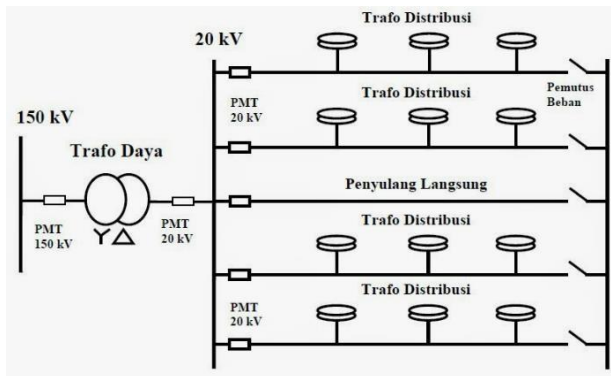 Trafo Distribusi
20 kV
PMT
20 kV
Pemutus
Beban
Trafo Distribusi
150 kV
Trafo Daya
Penyulang Langsung
PMT
150 kV
PMT
20 kV
Trafo Distribusi
Trafo Distribusi
PMT
20 kV